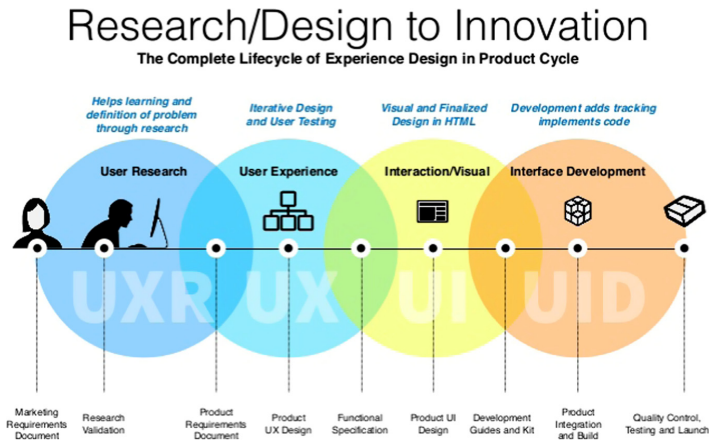 Research/Design to Innovation
The Complete Lifecycle of Experience Design in Product Cycle
Helps learning and
definition of problem
through research
Iterative Design
and User Testing
Visual and Finalized
Design in HTML
Development adds tracking
implements code
User Research
User Experience
Interaction/Visual
Interface Development
UXR
UX
UI
UID
Marketing
Requirements
Document
Research
Validation
Product
Requirements
Document
Product
UX Design
Functional
Specification
Product UI
Design
Development
Guides and Kit
Product
Integration
and Build
Quality Control,
Testing and Launch